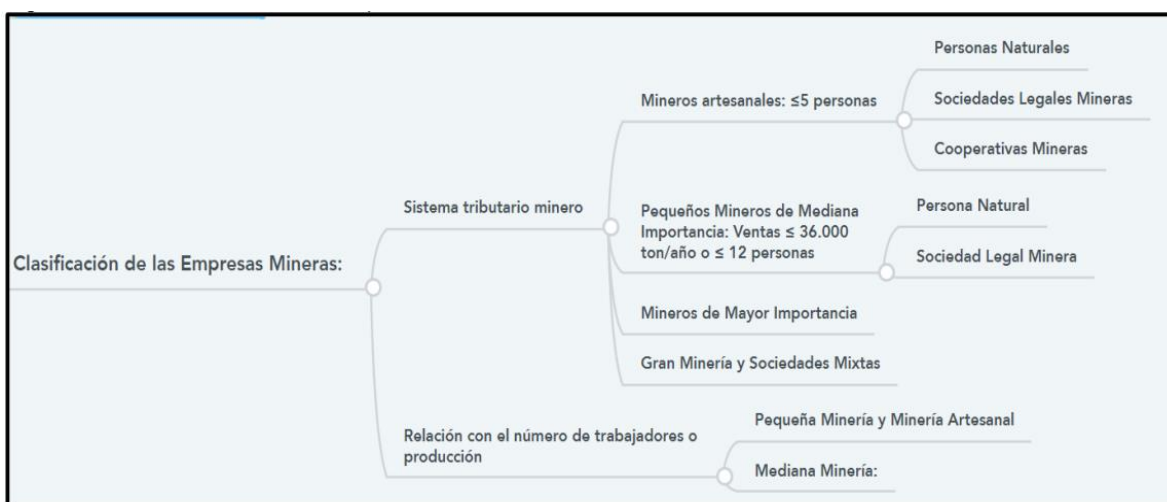 Clasificación de las Empresas Mineras:
Sistema tributario minero
Mineros artesanales: ≤5 personas
Personas Naturales
Sociedades Legales Mineras
Cooperativas Mineras
Pequeños Mineros de Mediana
Importancia: Ventas ≤ 36.000
ton/año o ≤ 12 personas
Persona Natural
Sociedad Legal Minera
Mineros de Mayor Importancia
Gran Minería y Sociedades Mixtas
Relación con el número de trabajadores o
producción
Pequeña Minería y Minería Artesanal
Mediana Minería: